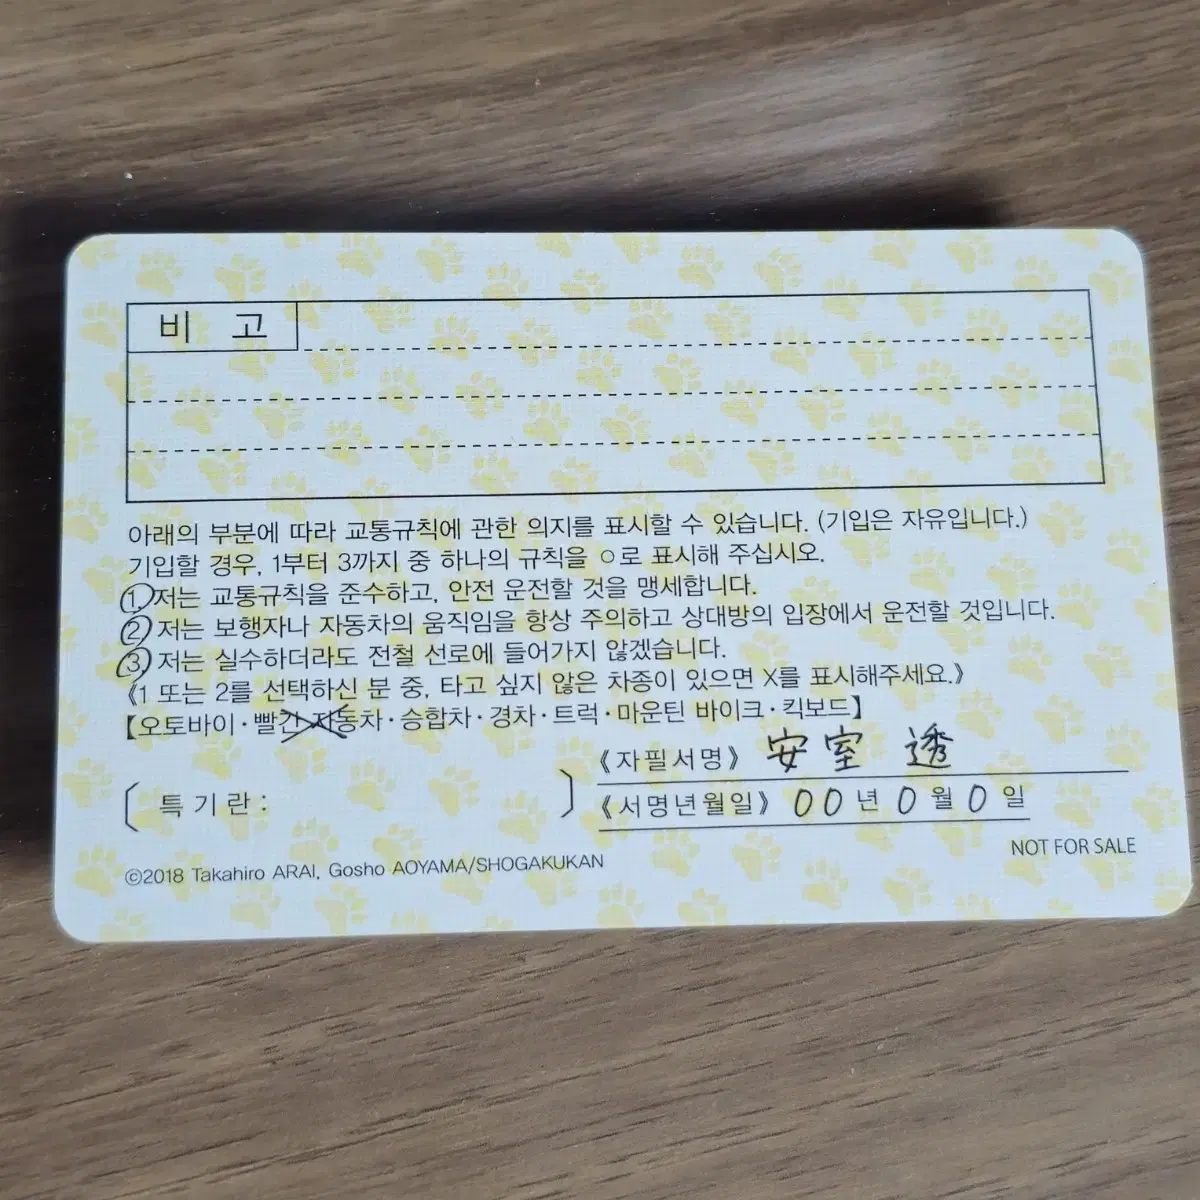 비 고
아래의 부분에 따라 교통규칙에 관한 의지를 표시할 수 있습니다. (기입은 자유입니다.)
기입할 경우, 1부터 3까지 중 하나의 규칙을 ○로 표시해 주십시오.
1. 저는 교통규칙을 준수하고, 안전 운전할 것을 맹세합니다.
2. 저는 보행자나 자동차의 움직임을 항상 주의하고 상대방의 입장에서 운전할 것입니다.
3. 저는 실수하더라도 전철 선로에 들어가지 않겠습니다.
《1 또는 2를 선택하신 분 중, 타고 싶지 않은 차종이 있으면 X를 표시해주세요.》
【오토바이·빨간 자동차·승합차·경차·트럭·마운틴 바이크·킥보드】
《자필서명》 安室 透
〔 특기란: 〕
《서명년월일》 00년 0월 0일
NOT FOR SALE
©2018 Takahiro ARAI, Gosho AOYAMA/SHOGAKUKAN